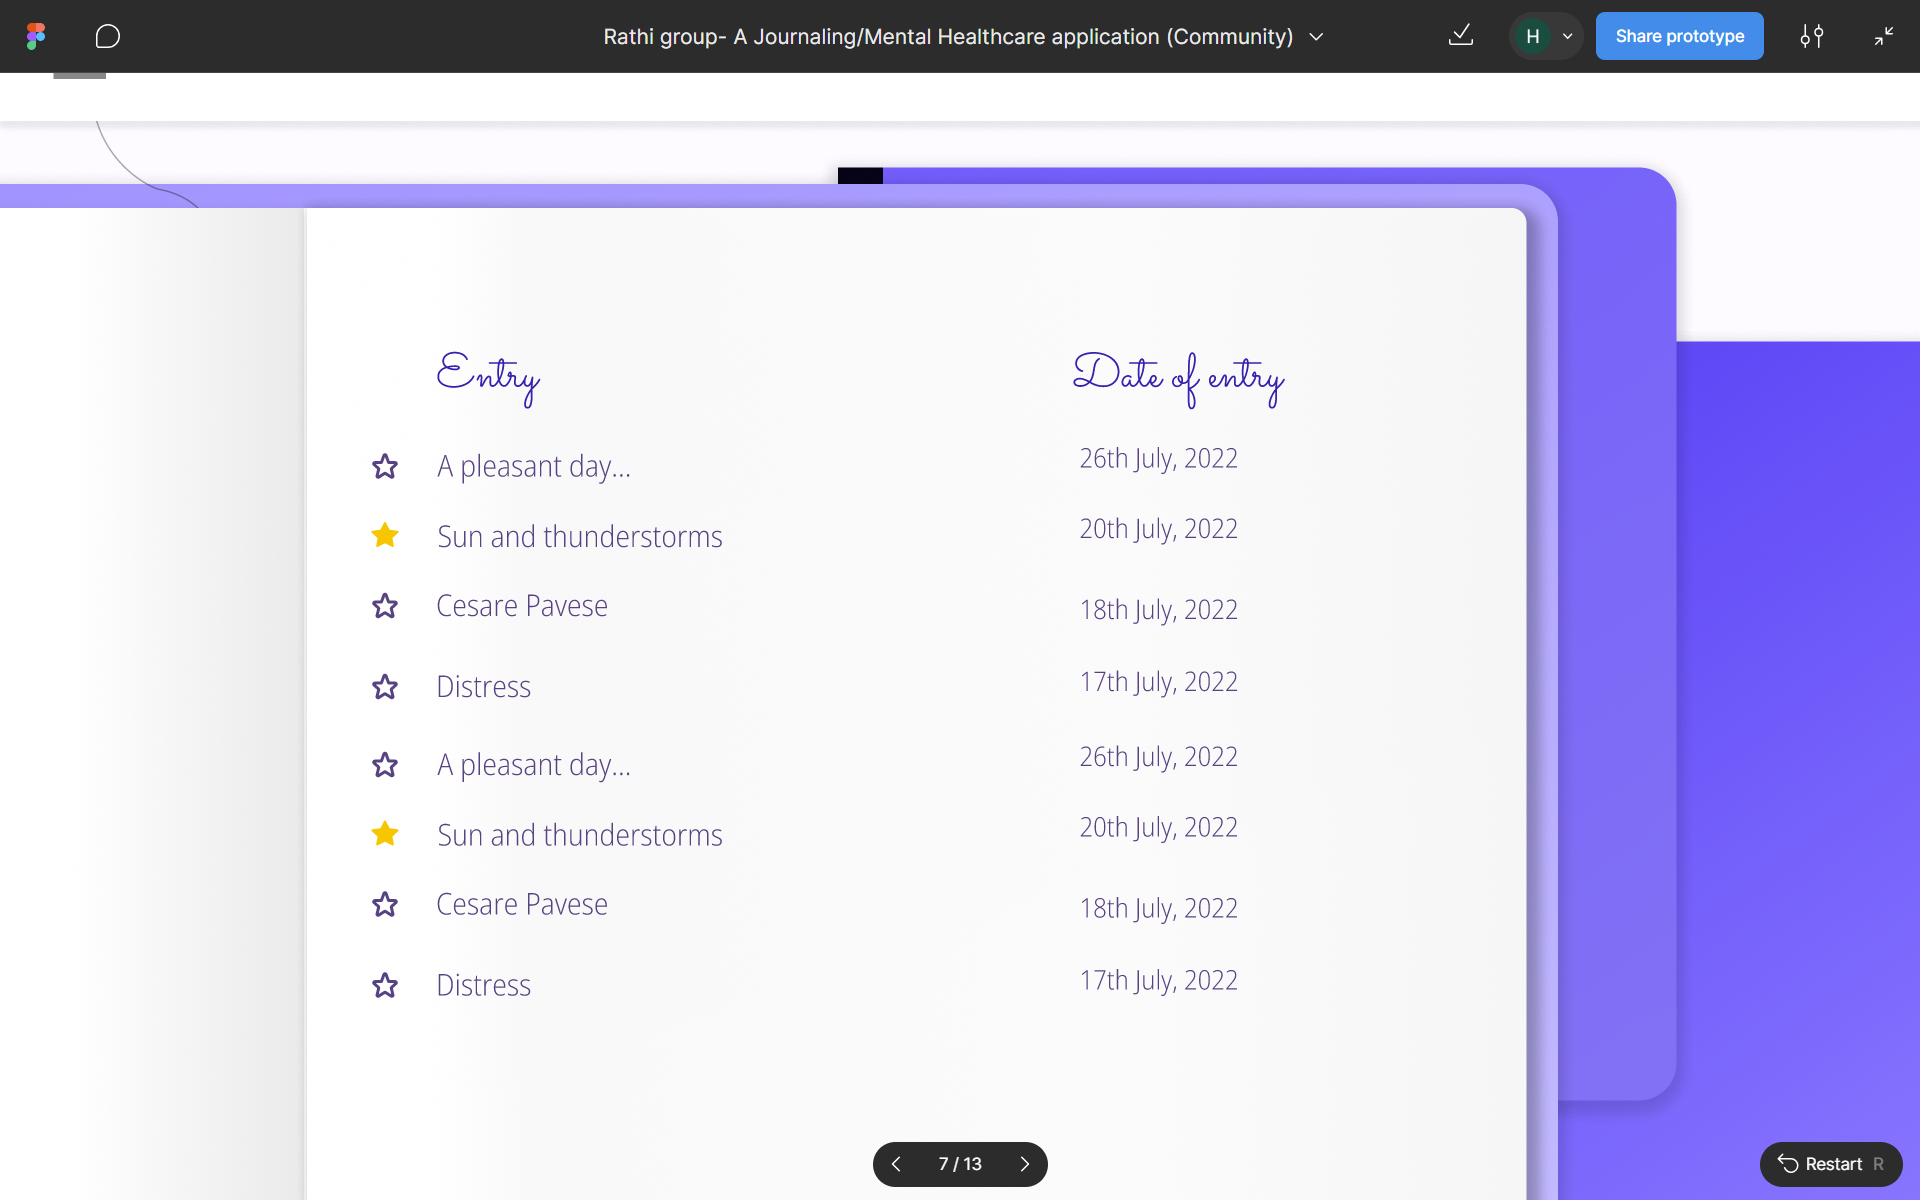 Rathi group- A Journaling/Mental Healthcare application (Community)
H
Share prototype
Entry Date of entry
A pleasant day... 26th July, 2022
Sun and thunderstorms 20th July, 2022
Cesare Pavese 18th July, 2022
Distress 17th July, 2022
A pleasant day... 26th July, 2022
Sun and thunderstorms 20th July, 2022
Cesare Pavese 18th July, 2022
Distress 17th July, 2022
7 / 13
Restart R